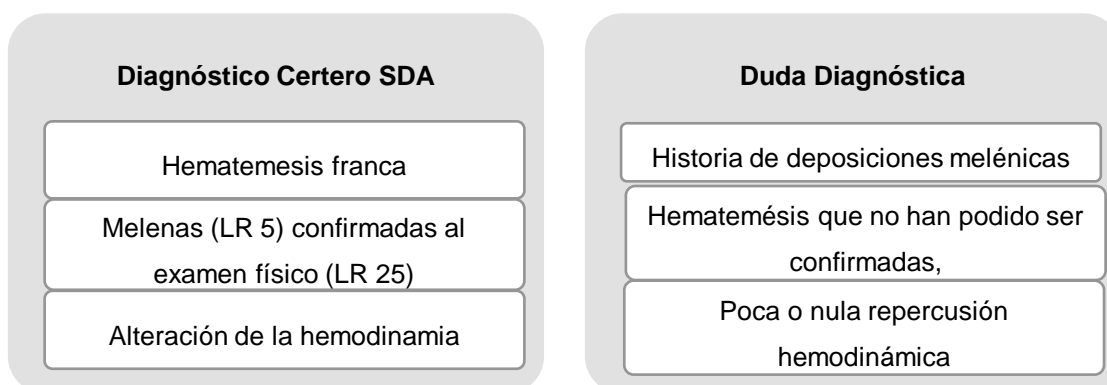 Diagnóstico Certero SDA
Hematemesis franca
Melenas (LR 5) confirmadas al
examen físico (LR 25)
Alteración de la hemodinamia
Duda Diagnóstica
Historia de deposiciones melénicas
Hematemésis que no han podido ser
confirmadas,
Poca o nula repercusión
hemodinámica